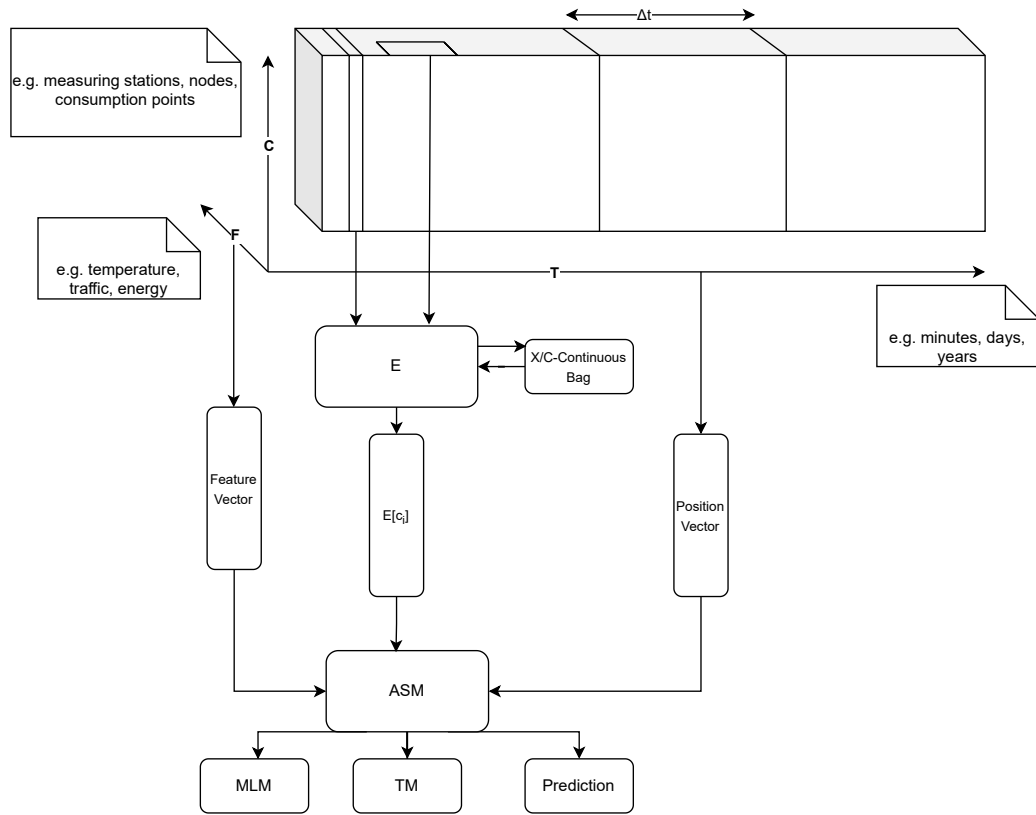 Δt
e.g. measuring stations, nodes,
consumption points
C
F
e.g. temperature,
traffic, energy
T
e.g. minutes, days,
years
E
X/C-Continuous
Bag
Feature
Vector
E[cᵢ]
Position
Vector
ASM
MLM
TM
Prediction